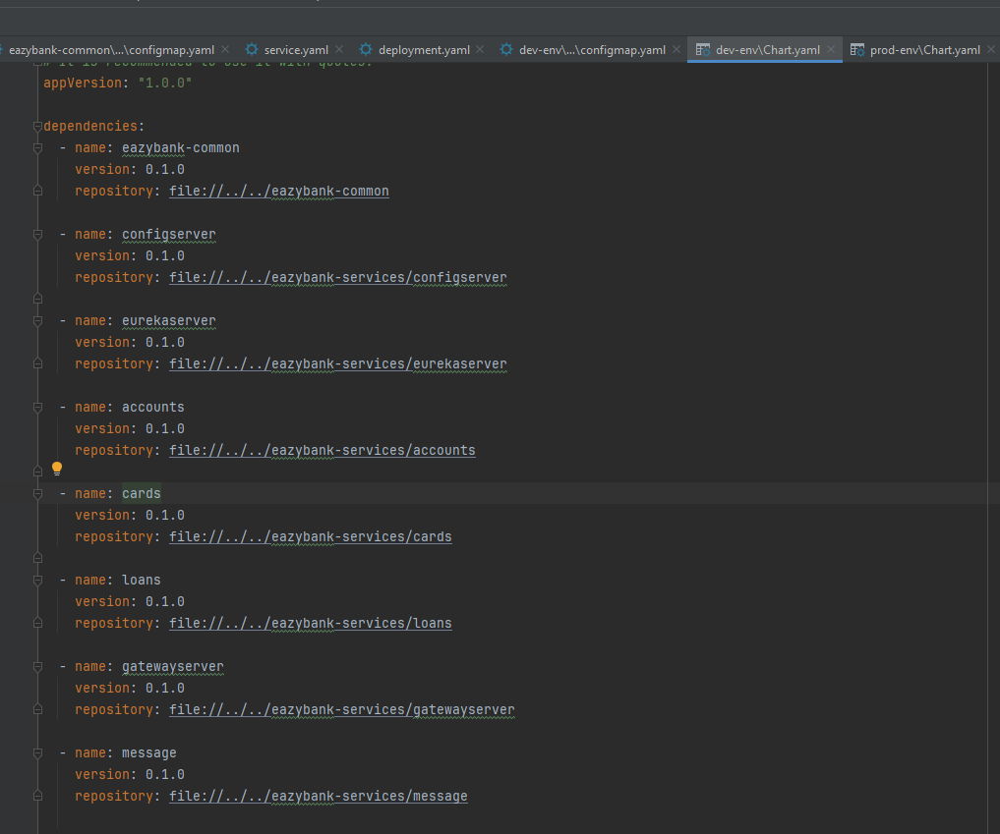 eazybank-common\...\configmap.yaml
service.yaml
deployment.yaml
dev-env\...\configmap.yaml
dev-env\Chart.yaml
prod-env\Chart.yaml
# It is recommended to use it with quotes.
appVersion: "1.0.0"
dependencies:
- name: eazybank-common
version: 0.1.0
repository: file://../../eazybank-common
- name: configserver
version: 0.1.0
repository: file://../../eazybank-services/configserver
- name: eurekaserver
version: 0.1.0
repository: file://../../eazybank-services/eurekaserver
- name: accounts
version: 0.1.0
repository: file://../../eazybank-services/accounts
- name: cards
version: 0.1.0
repository: file://../../eazybank-services/cards
- name: loans
version: 0.1.0
repository: file://../../eazybank-services/loans
- name: gatewayserver
version: 0.1.0
repository: file://../../eazybank-services/gatewayserver
- name: message
version: 0.1.0
repository: file://../../eazybank-services/message